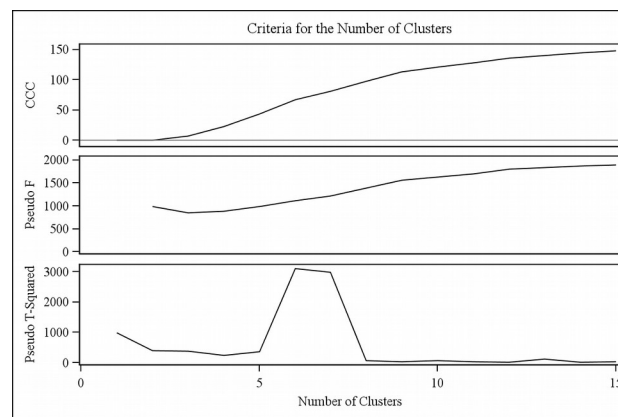 Criteria for the Number of Clusters
150
100
50
0
CCC
2000
1500
1000
500
0
Pseudo F
3000
2000
1000
0
Pseudo T-Squared
0 5 10 15
Number of Clusters